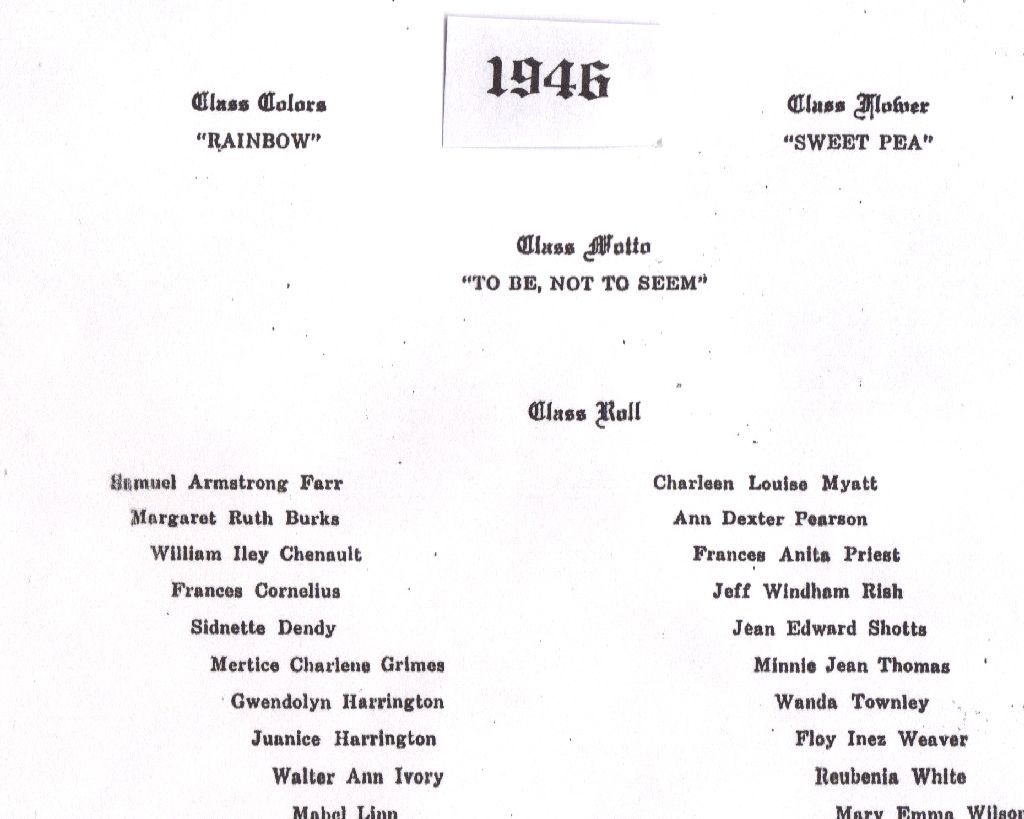 1946
Class Colors
"RAINBOW"
Class Flower
"SWEET PEA"
Class Motto
"TO BE, NOT TO SEEM"
Class Roll
Samuel Armstrong Farr
Margaret Ruth Burks
William Iley Chenault
Frances Cornelius
Sidnette Dendy
Mertice Charlene Grimes
Gwendolyn Harrington
Juanice Harrington
Walter Ann Ivory
Mabel Linn
Charleen Louise Myatt
Ann Dexter Pearson
Frances Anita Priest
Jeff Windham Rish
Jean Edward Shotts
Minnie Jean Thomas
Wanda Townley
Floy Inez Weaver
Reubenia White
Mary Emma Wilson